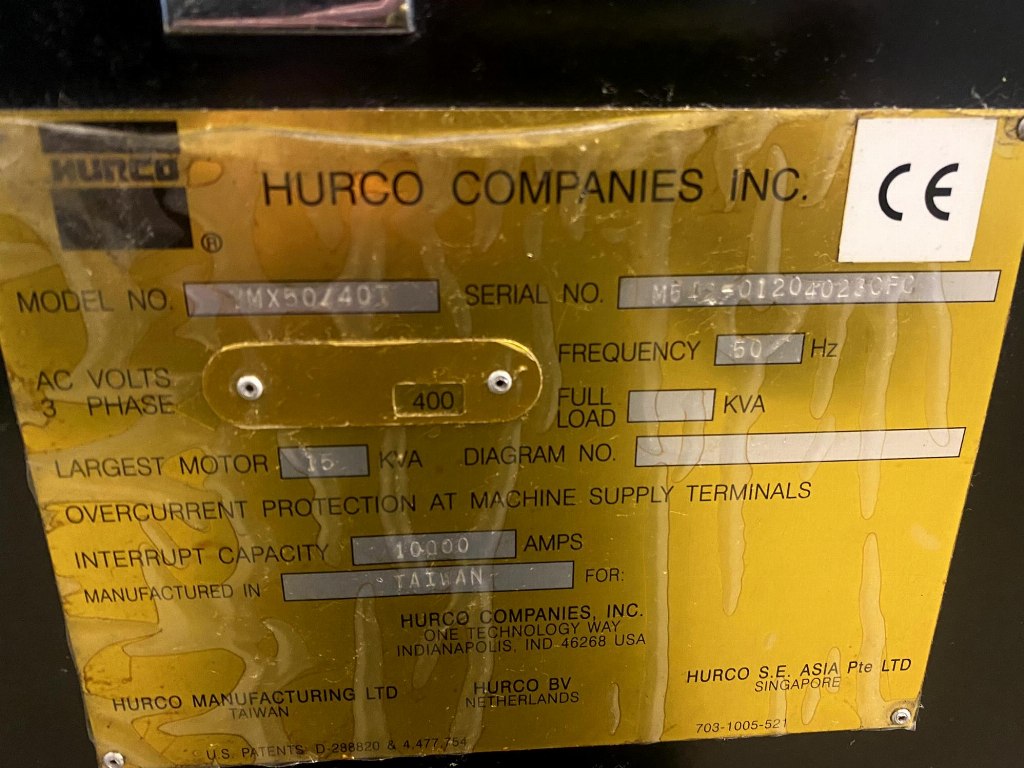 HURCO
®
HURCO COMPANIES INC.
CE
MODEL NO. SERIAL NO.
FREQUENCY 50 Hz
AC VOLTS
3 PHASE
400
FULL
LOAD
KVA
LARGEST MOTOR 15 KVA DIAGRAM NO.
OVERCURRENT PROTECTION AT MACHINE SUPPLY TERMINALS
INTERRUPT CAPACITY 10000 AMPS
MANUFACTURED IN TAIWAN FOR:
HURCO COMPANIES, INC.
ONE TECHNOLOGY WAY
INDIANAPOLIS, IND 46268 USA
HURCO MANUFACTURING LTD
TAIWAN
HURCO BV
NETHERLANDS
HURCO S.E. ASIA Pte LTD
SINGAPORE
703-1005-521
U.S. PATENTS D-288820 & 4,477,754